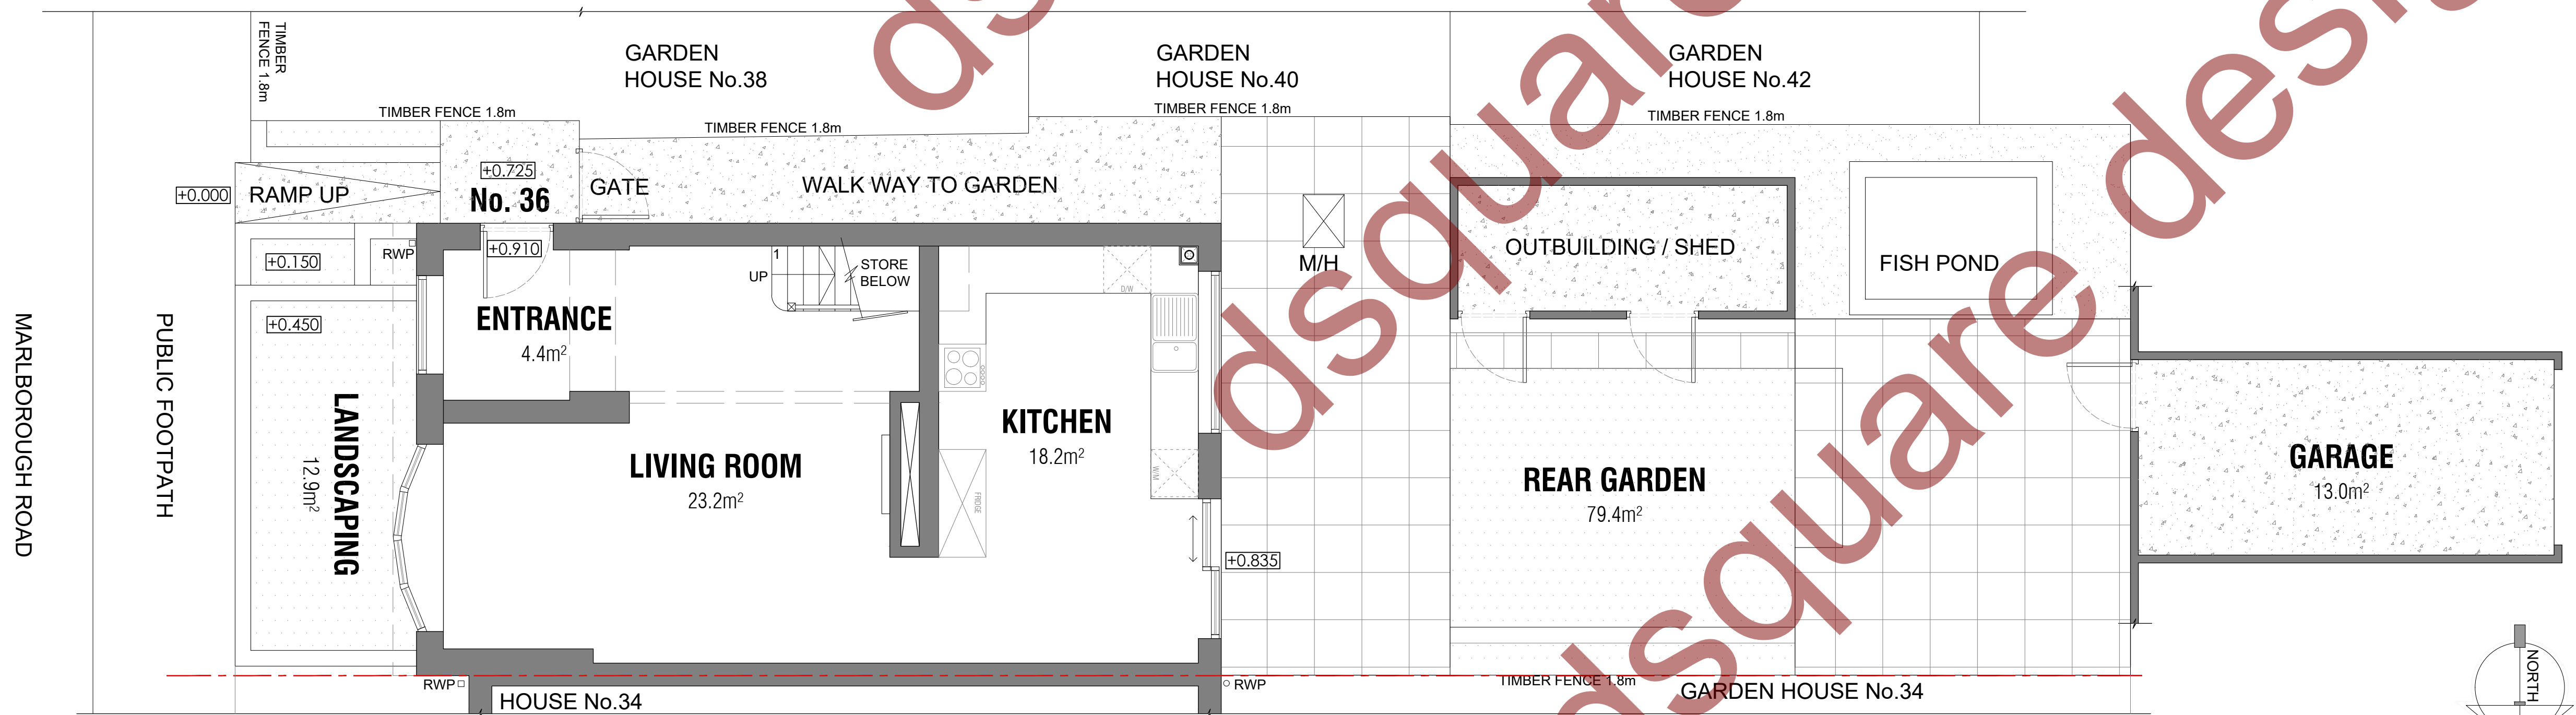 TIMBER
FENCE 1.8m
GARDEN
HOUSE No.38
GARDEN
HOUSE No.40
GARDEN
HOUSE No.42
TIMBER FENCE 1.8m
TIMBER FENCE 1.8m
TIMBER FENCE 1.8m
TIMBER FENCE 1.8m
+0.000
RAMP UP
+0.725
No. 36
GATE
WALK WAY TO GARDEN
+0.150
RWP
+0.910
1
UP
STORE
BELOW
D/W
M/H
OUTBUILDING / SHED
FISH POND
+0.450
ENTRANCE
4.4m²
MARLBOROUGH ROAD
PUBLIC FOOTPATH
LANDSCAPING
12.9m²
LIVING ROOM
23.2m²
KITCHEN
18.2m²
FRIDGE
W/M
+0.835
REAR GARDEN
79.4m²
GARAGE
13.0m²
RWP
HOUSE No.34
RWP
TIMBER FENCE 1.8m
GARDEN HOUSE No.34
NORTH
dsquare
dsquare desi
dsquare